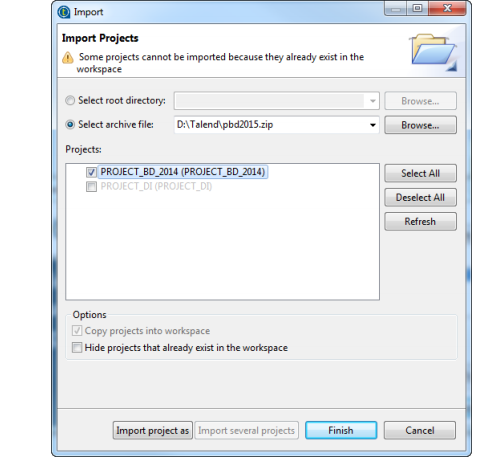 Import
Import Projects
Some projects cannot be imported because they already exist in the
workspace
Select root directory:
Browse...
Select archive file:
D:\Talend\pbd2015.zip
Browse...
Projects:
PROJECT_BD_2014 (PROJECT_BD_2014)
PROJECT_DI (PROJECT_DI)
Select All
Deselect All
Refresh
Options
Copy projects into workspace
Hide projects that already exist in the workspace
Import project as
Import several projects
Finish
Cancel